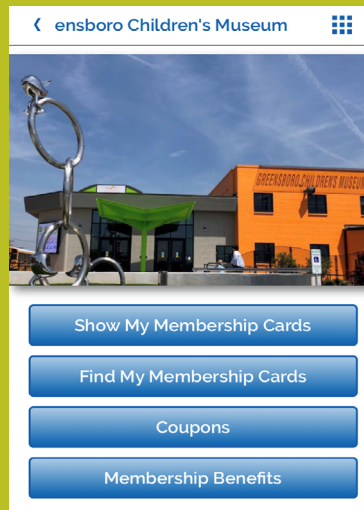 ensboro Children's Museum
GREENSBORO CHILDREN'S MUSEUM
Show My Membership Cards
Find My Membership Cards
Coupons
Membership Benefits